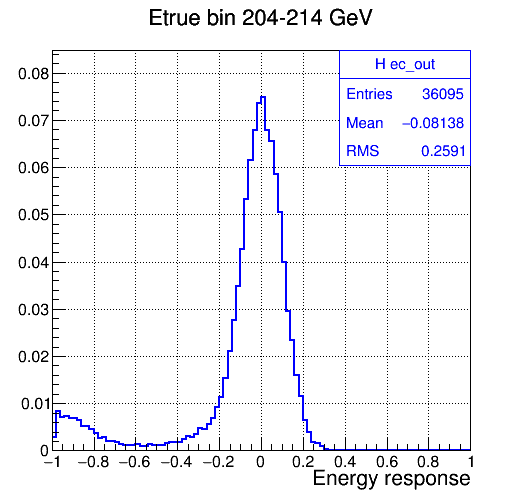 Etrue bin 204-214 GeV
H ec_out
Entries 36095
Mean −0.08138
RMS 0.2591
0.08
0.07
0.06
0.05
0.04
0.03
0.02
0.01
0
−1 −0.8 −0.6 −0.4 −0.2 0 0.2 0.4 0.6 0.8 1
Energy response